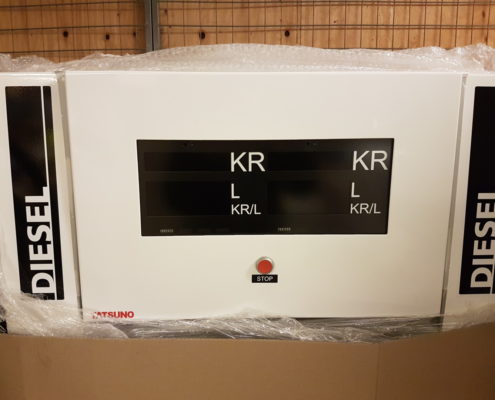 DIESEL
KR KR
L L
KR/L KR/L
STOP
TATSUNO
DIESEL